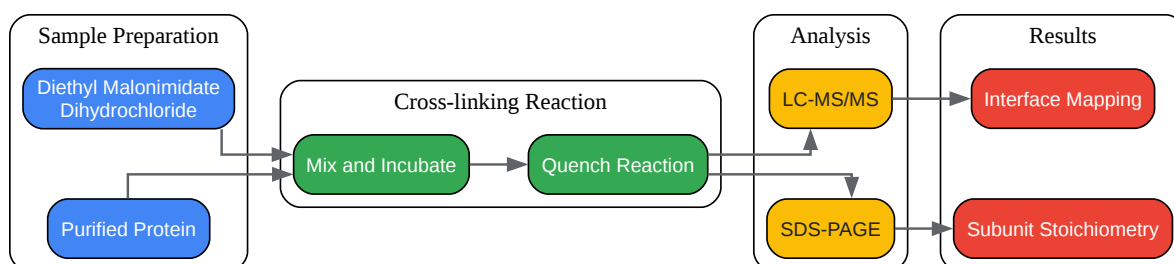 Sample Preparation
Diethyl Malonimidate
Dihydrochloride
Purified Protein
Cross-linking Reaction
Mix and Incubate
Quench Reaction
Analysis
LC-MS/MS
SDS-PAGE
Results
Interface Mapping
Subunit Stoichiometry